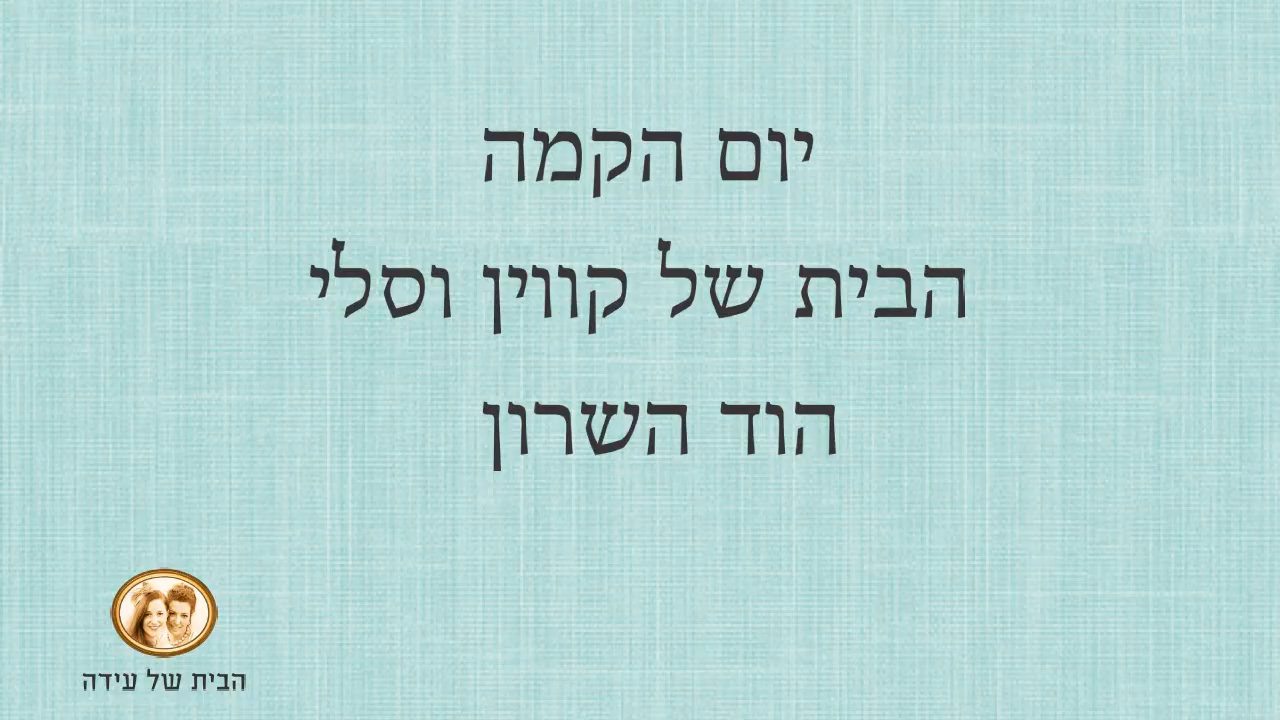 יום הקמה
הבית של קווין וסלי
הוד השרון
הבית של עידה